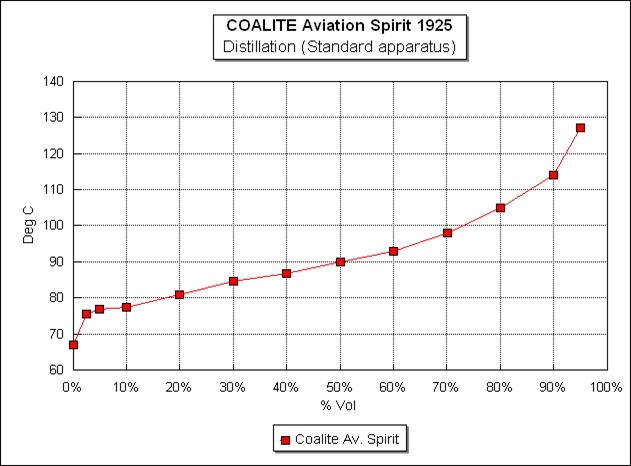 COALITE Aviation Spirit 1925
Distillation (Standard apparatus)
140
130
120
110
100
90
80
70
60
Deg C
0% 10% 20% 30% 40% 50% 60% 70% 80% 90% 100%
% Vol
Coalite Av. Spirit